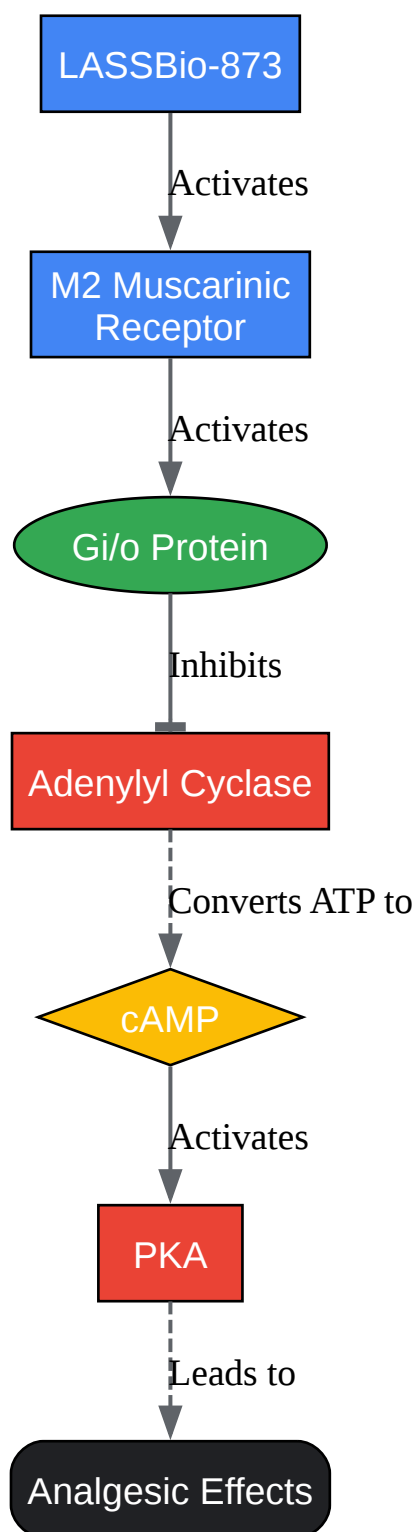 LASSBio-873
Activates
M2 Muscarinic
Receptor
Activates
Gi/o Protein
Inhibits
Adenylyl Cyclase
Converts ATP to
cAMP
Activates
PKA
Leads to
Analgesic Effects